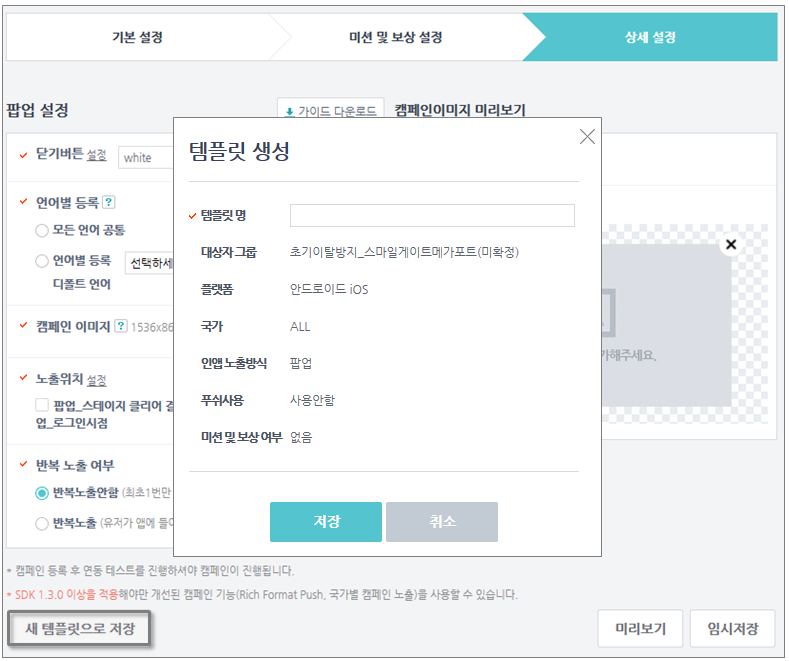 기본 설정
미션 및 보상 설정
상세 설정
팝업 설정
가이드 다운로드
캠페인이미지 미리보기
닫기버튼 설정
white
언어별 등록 ?
모든 언어 공통
언어별 등록
선택하세
디폴트 언어
캠페인 이미지 ? 1536x86
노출위치 설정
팝업_스테이지 클리어 결
업_로그인시점
반복 노출 여부
반복노출안함 (최초1번만
반복노출 (유저가 앱에 들어
템플릿 생성
템플릿 명
대상자 그룹 초기이탈방지_스마일게이트메가포트(미확정)
플랫폼 안드로이드 iOS
국가 ALL
인앱 노출방식 팝업
푸쉬사용 사용안함
미션 및 보상 여부 없음
저장
취소
가해주세요.
* 캠페인 등록 후 연동 테스트를 진행하셔야 캠페인이 진행됩니다.
* SDK 1.3.0 이상을 적용해야만 개선된 캠페인 기능(Rich Format Push, 국가별 캠페인 노출)을 사용할 수 있습니다.
새 템플릿으로 저장
미리보기
임시저장